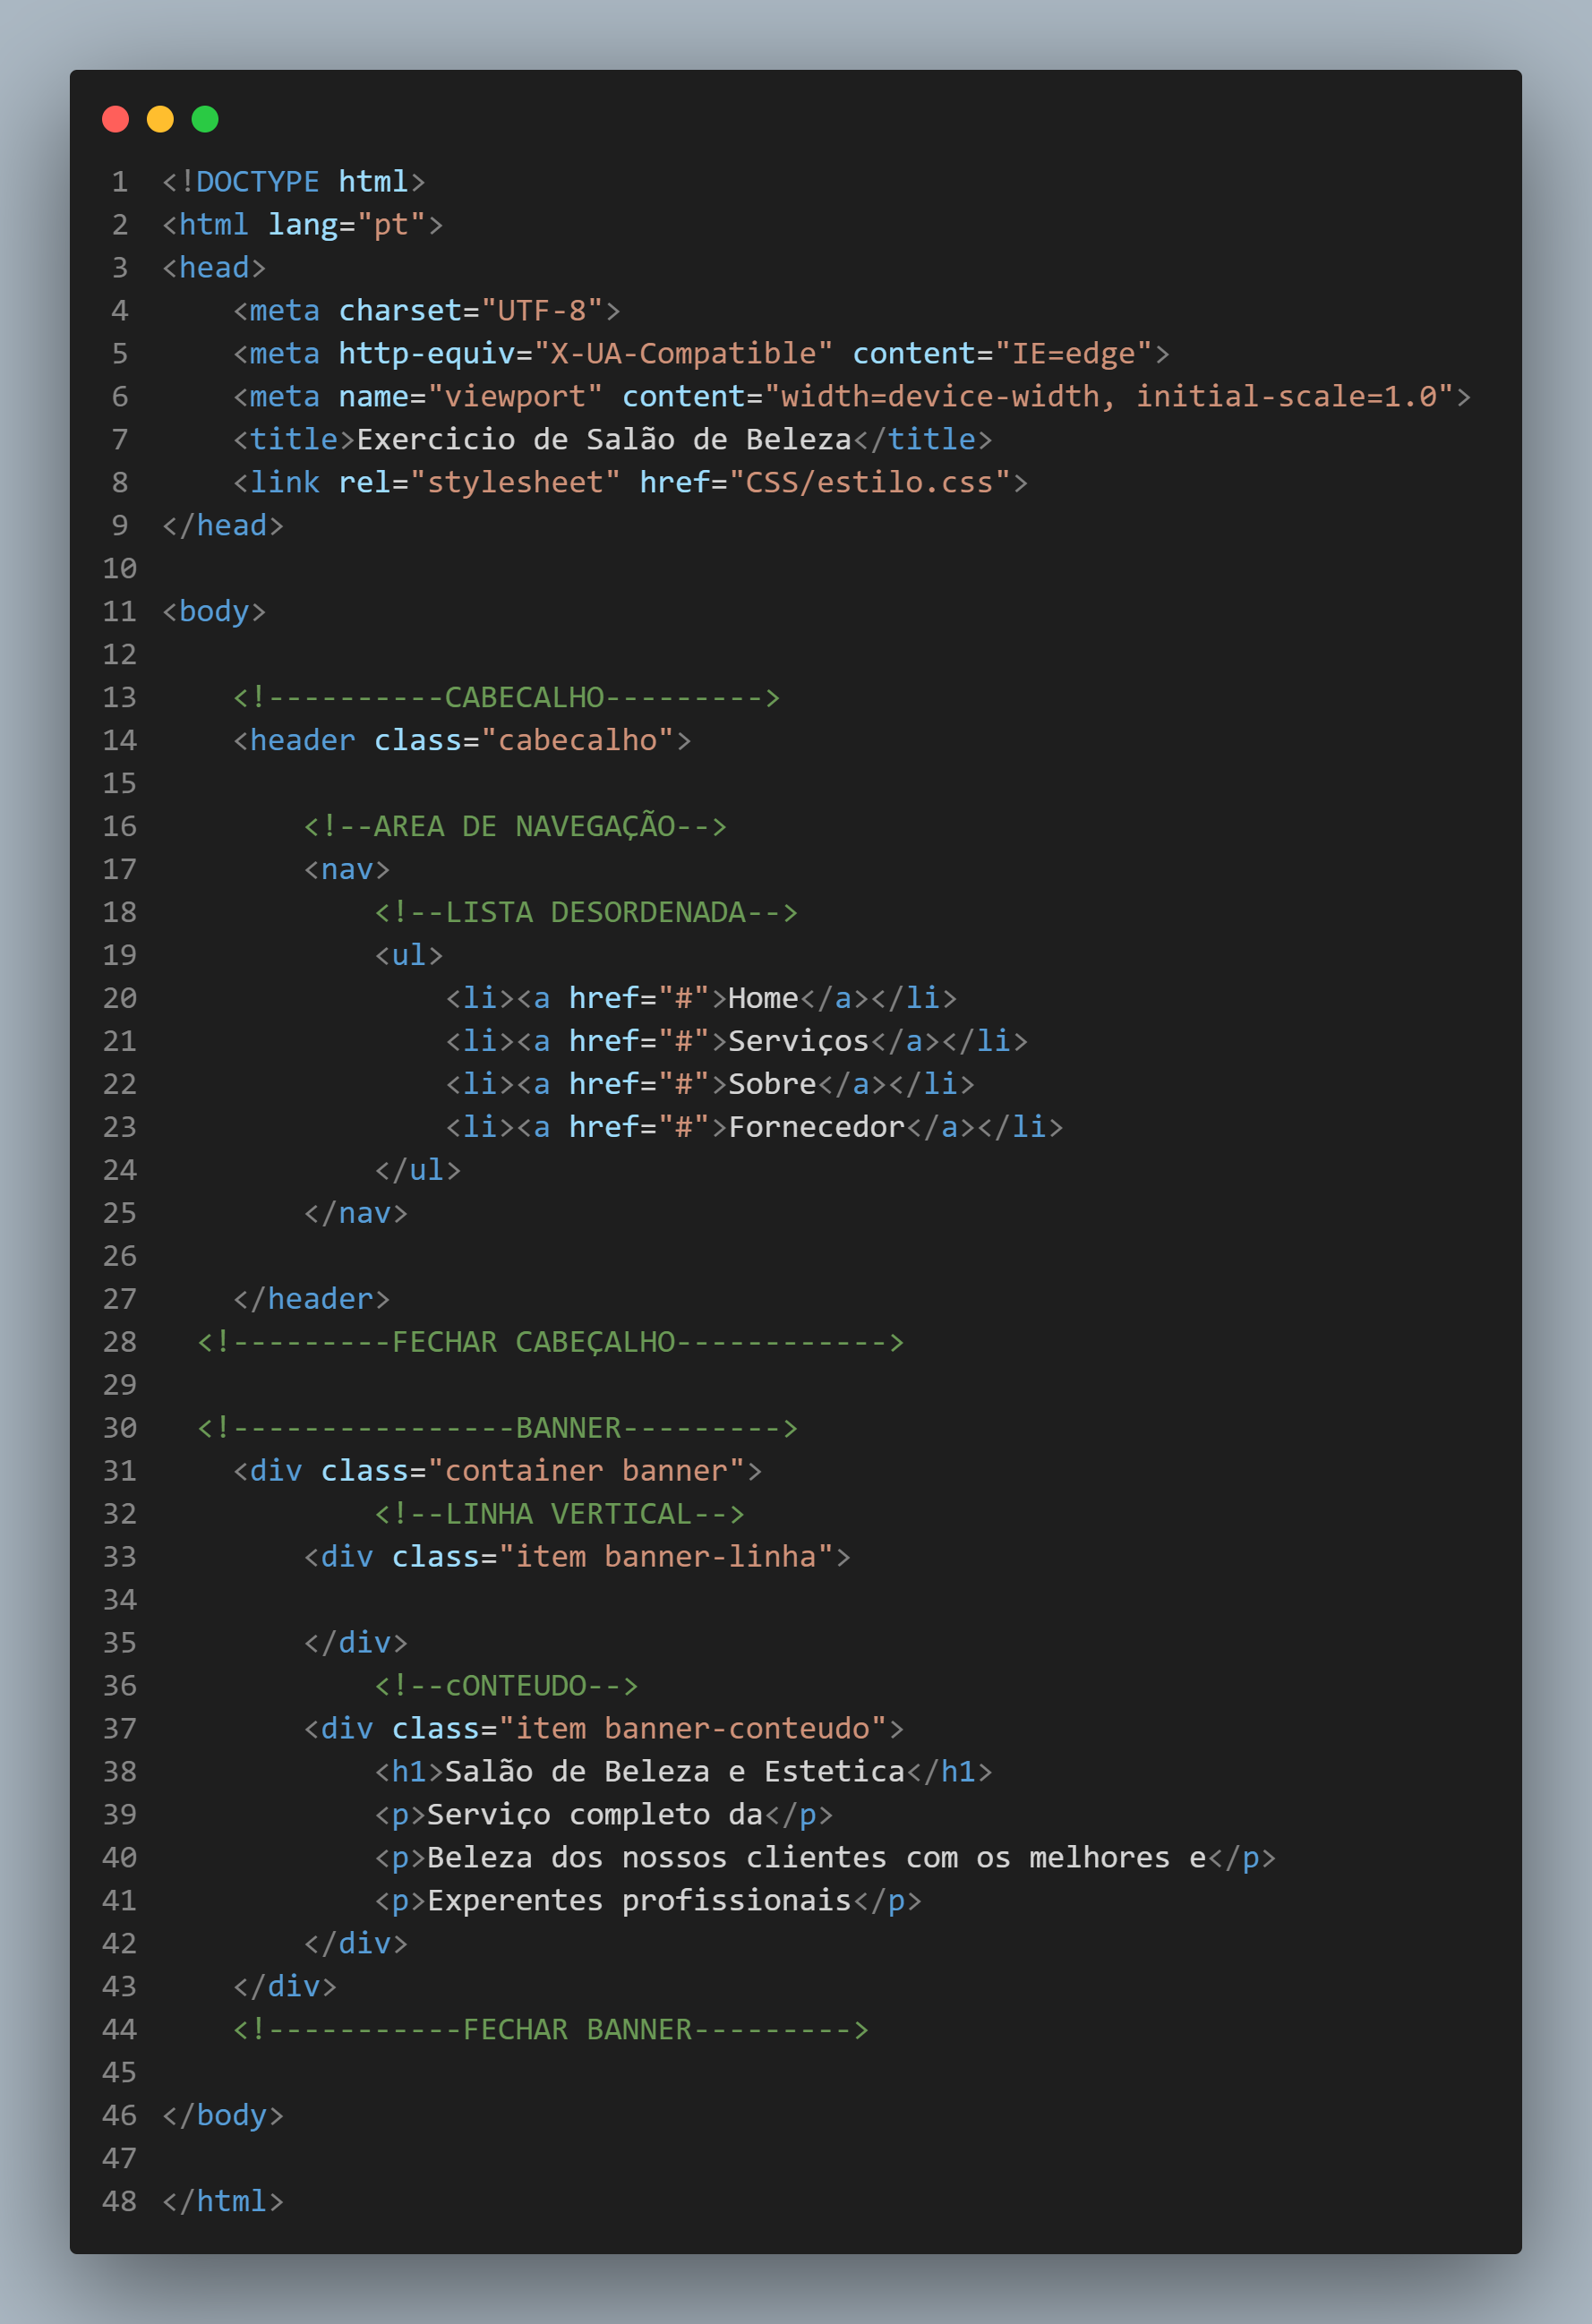 1 <!DOCTYPE html>
2 <html lang="pt">
3 <head>
4     <meta charset="UTF-8">
5     <meta http-equiv="X-UA-Compatible" content="IE=edge">
6     <meta name="viewport" content="width=device-width, initial-scale=1.0">
7     <title>Exercicio de Salão de Beleza</title>
8     <link rel="stylesheet" href="CSS/estilo.css">
9 </head>
10
11 <body>
12
13     <!----------CABECALHO--------->
14     <header class="cabecalho">
15
16         <!--AREA DE NAVEGAÇÃO-->
17         <nav>
18             <!--LISTA DESORDENADA-->
19             <ul>
20                 <li><a href="#">Home</a></li>
21                 <li><a href="#">Serviços</a></li>
22                 <li><a href="#">Sobre</a></li>
23                 <li><a href="#">Fornecedor</a></li>
24             </ul>
25         </nav>
26
27     </header>
28   <!---------FECHAR CABEÇALHO------------>
29
30   <!----------------BANNER--------->
31     <div class="container banner">
32             <!--LINHA VERTICAL-->
33         <div class="item banner-linha">
34
35         </div>
36             <!--cONTEUDO-->
37         <div class="item banner-conteudo">
38             <h1>Salão de Beleza e Estetica</h1>
39             <p>Serviço completo da</p>
40             <p>Beleza dos nossos clientes com os melhores e</p>
41             <p>Experentes profissionais</p>
42         </div>
43     </div>
44     <!-----------FECHAR BANNER--------->
45
46 </body>
47
48 </html>